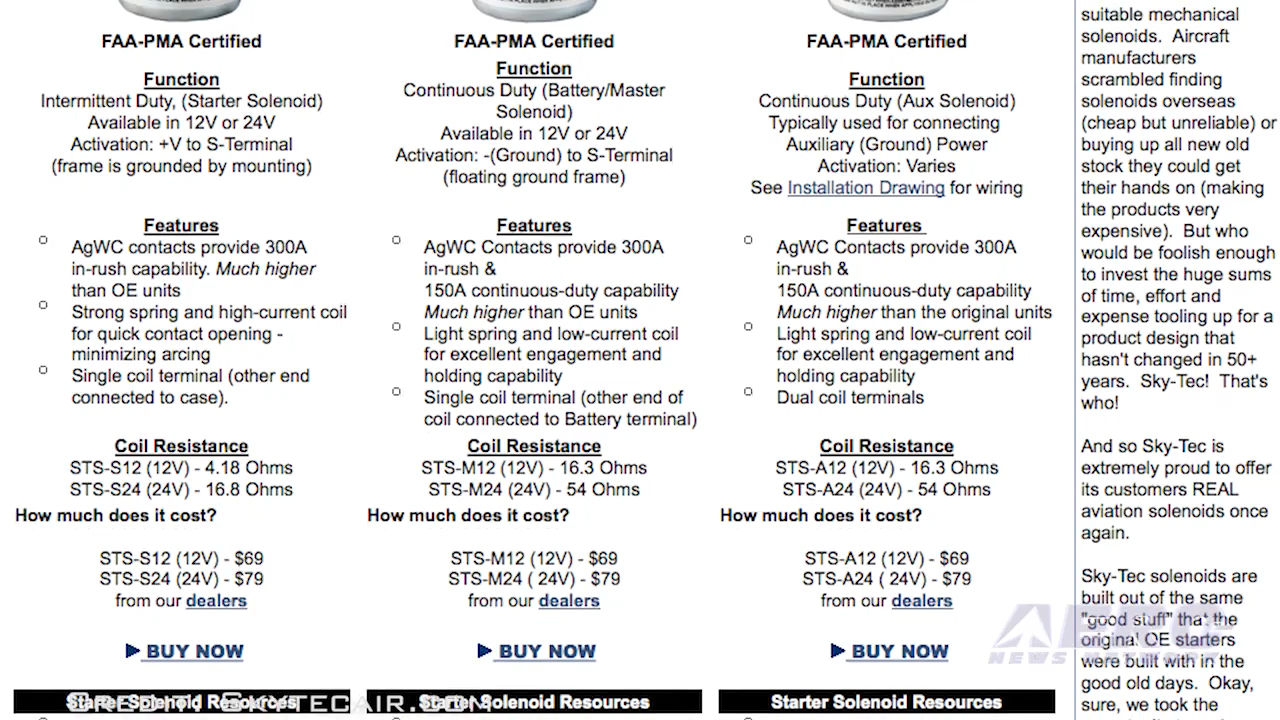 FAA-PMA Certified
Function
Intermittent Duty, (Starter Solenoid)
Available in 12V or 24V
Activation: +V to S-Terminal
(frame is grounded by mounting)
Features
AgWC contacts provide 300A
in-rush capability. Much higher
than OE units
Strong spring and high-current coil
for quick contact opening -
minimizing arcing
Single coil terminal (other end
connected to case).
Coil Resistance
STS-S12 (12V) - 4.18 Ohms
STS-S24 (24V) - 16.8 Ohms
How much does it cost?
STS-S12 (12V) - $69
STS-S24 (24V) - $79
from our dealers
BUY NOW
Starter Solenoid Resources
FAA-PMA Certified
Function
Continuous Duty (Battery/Master
Solenoid)
Available in 12V or 24V
Activation: -(Ground) to S-Terminal
(floating ground frame)
Features
AgWC Contacts provide 300A
in-rush &
150A continuous-duty capability
Much higher than OE units
Light spring and low-current coil
for excellent engagement and
holding capability
Single coil terminal (other end of
coil connected to Battery terminal)
Coil Resistance
STS-M12 (12V) - 16.3 Ohms
STS-M24 (24V) - 54 Ohms
How much does it cost?
STS-M12 (12V) - $69
STS-M24 ( 24V) - $79
from our dealers
BUY NOW
Starter Solenoid Resources
FAA-PMA Certified
Function
Continuous Duty (Aux Solenoid)
Typically used for connecting
Auxiliary (Ground) Power
Activation: Varies
See Installation Drawing for wiring
Features
AgWC Contacts provide 300A
in-rush &
150A continuous-duty capability
Much higher than the original units
Light spring and low-current coil
for excellent engagement and
holding capability
Dual coil terminals
Coil Resistance
STS-A12 (12V) - 16.3 Ohms
STS-A24 (24V) - 54 Ohms
How much does it cost?
STS-A12 (12V) - $69
STS-A24 ( 24V) - $79
from our dealers
BUY NOW
Starter Solenoid Resources
suitable mechanical
solenoids. Aircraft
manufacturers
scrambled finding
solenoids overseas
(cheap but unreliable) or
buying up all new old
stock they could get
their hands on (making
the products very
expensive). But who
would be foolish enough
to invest the huge sums
of time, effort and
expense tooling up for a
product design that
hasn't changed in 50+
years. Sky-Tec! That's
who!
And so Sky-Tec is
extremely proud to offer
its customers REAL
aviation solenoids once
again.
Sky-Tec solenoids are
built out of the same
"good stuff" that the
original OE starters
were built with in the
good old days. Okay,
sure, we took the
AERO
NEWS NETWORK
Credit: Skytecair.com